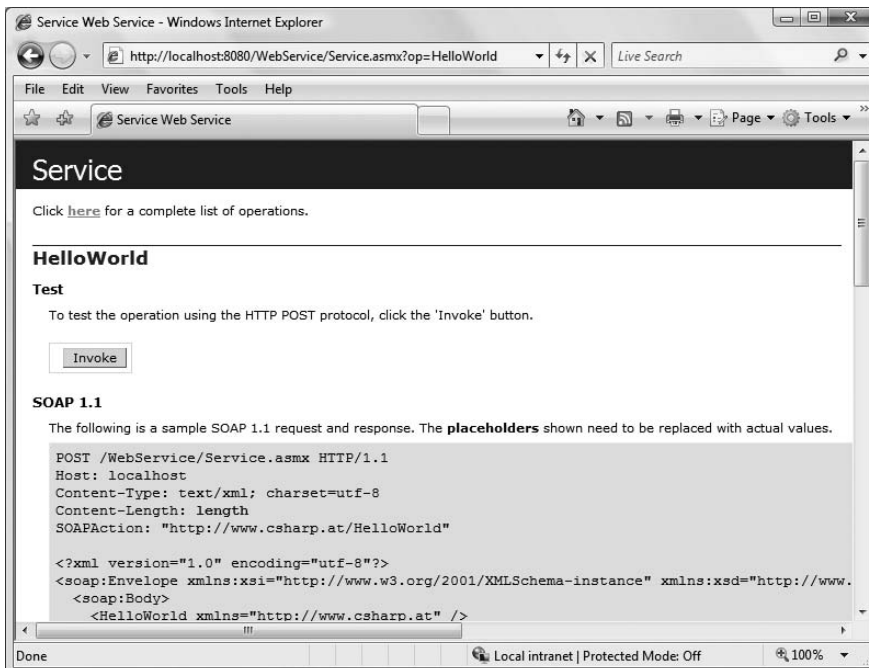 Service Web Service - Windows Internet Explorer
http://localhost:8080/WebService/Service.asmx?op=HelloWorld
Live Search
File Edit View Favorites Tools Help
Service Web Service
Page Tools
Service
Click here for a complete list of operations.
HelloWorld
Test
To test the operation using the HTTP POST protocol, click the 'Invoke' button.
Invoke
SOAP 1.1
The following is a sample SOAP 1.1 request and response. The placeholders shown need to be replaced with actual values.
POST /WebService/Service.asmx HTTP/1.1
Host: localhost
Content-Type: text/xml; charset=utf-8
Content-Length: length
SOAPAction: "http://www.csharp.at/HelloWorld"
<?xml version="1.0" encoding="utf-8"?>
<soap:Envelope xmlns:xsi="http://www.w3.org/2001/XMLSchema-instance" xmlns:xsd="http://www.
<soap:Body>
<HelloWorld xmlns="http://www.csharp.at" />
Done
Local intranet | Protected Mode: Off
100%